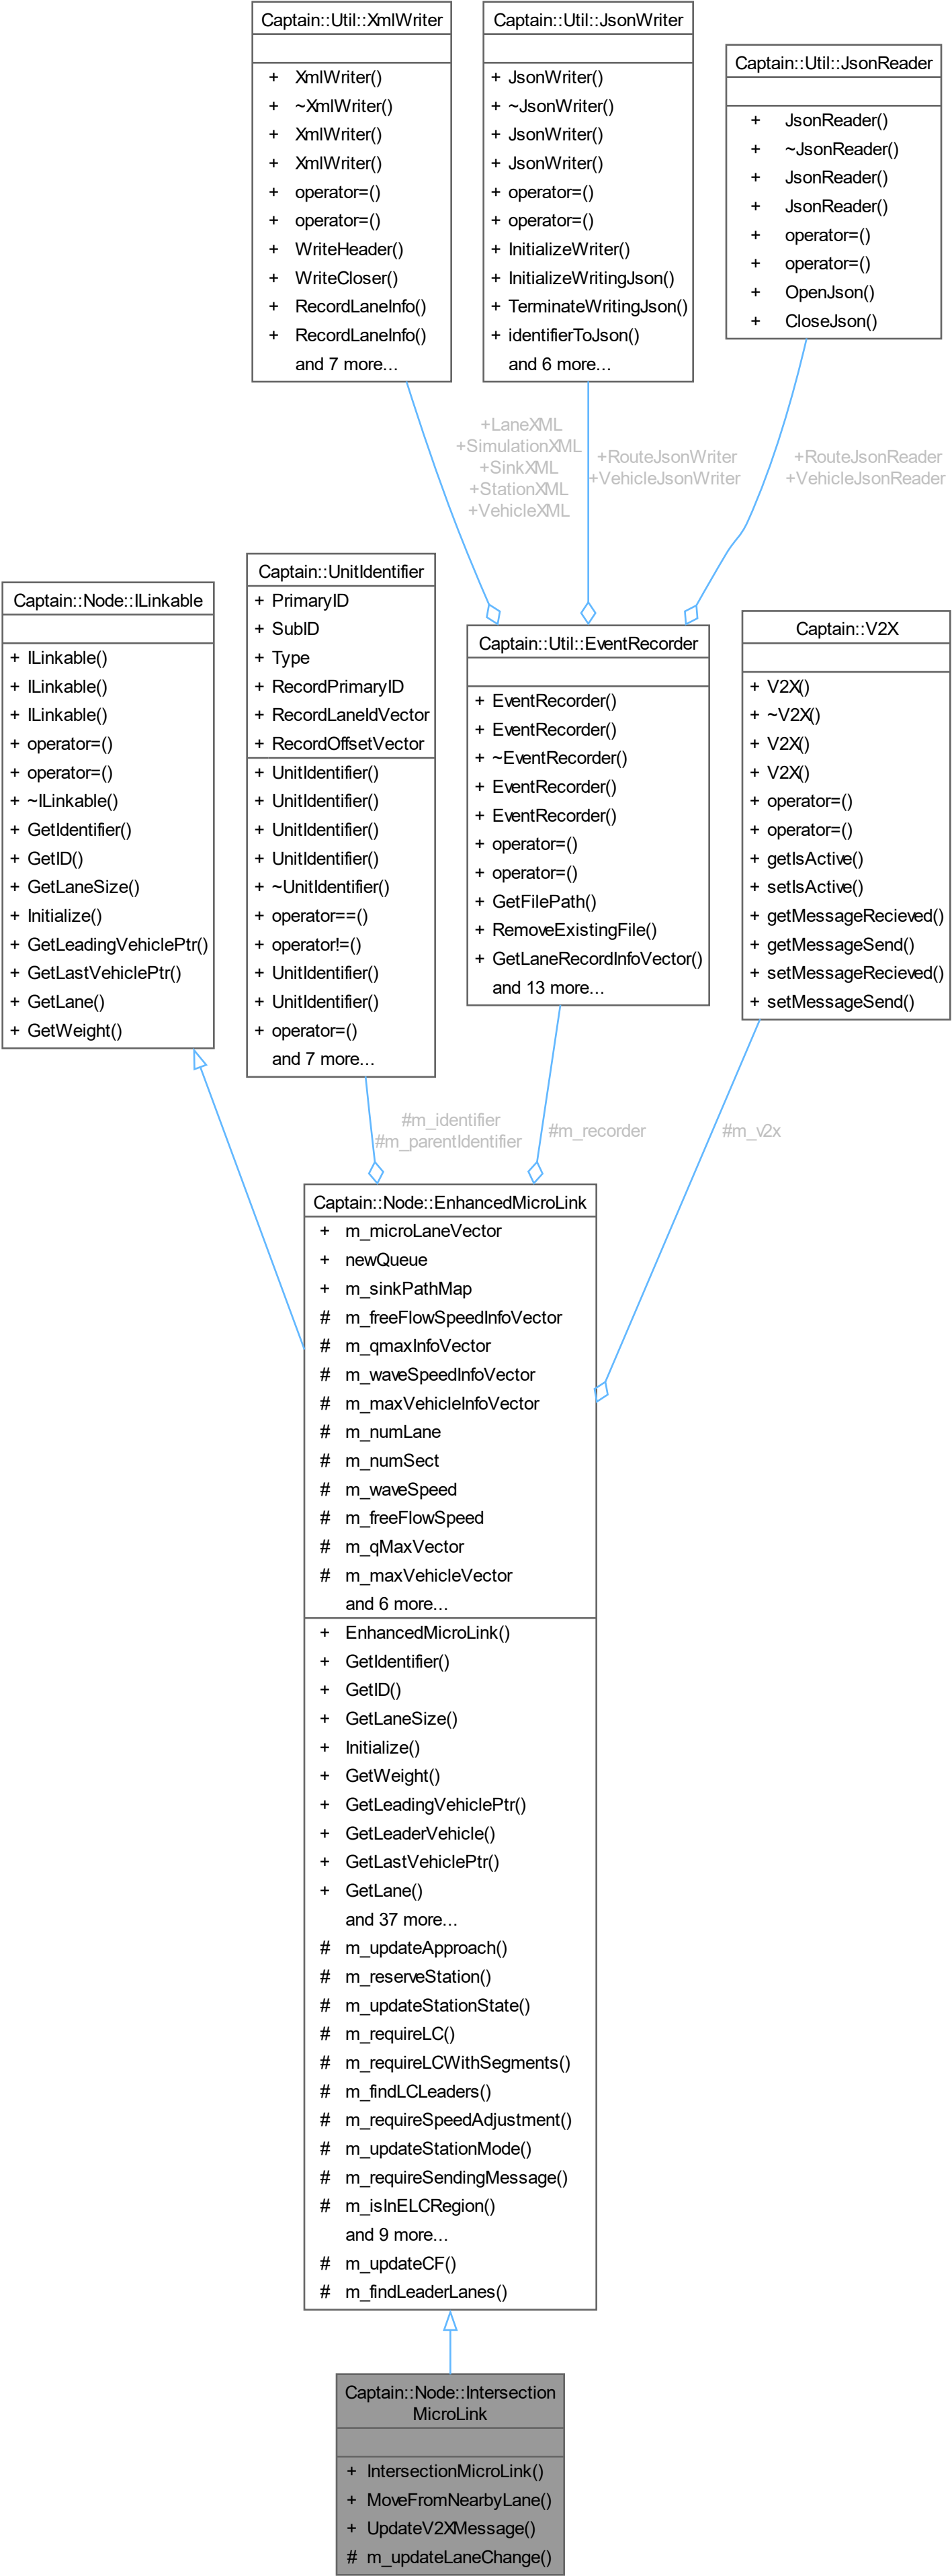 Captain::Util::XmlWriter
+ XmlWriter()
+ ~XmlWriter()
+ XmlWriter()
+ XmlWriter()
+ operator=()
+ operator=()
+ WriteHeader()
+ WriteCloser()
+ RecordLaneInfo()
+ RecordLaneInfo()
and 7 more...
Captain::Util::JsonWriter
+ JsonWriter()
+ ~JsonWriter()
+ JsonWriter()
+ JsonWriter()
+ operator=()
+ operator=()
+ InitializeWriter()
+ InitializeWritingJson()
+ TerminateWritingJson()
+ identifierToJson()
and 6 more...
Captain::Util::JsonReader
+ JsonReader()
+ ~JsonReader()
+ JsonReader()
+ JsonReader()
+ operator=()
+ operator=()
+ OpenJson()
+ CloseJson()
+LaneXML
+SimulationXML
+SinkXML
+StationXML
+VehicleXML
+RouteJsonWriter
+VehicleJsonWriter
+RouteJsonReader
+VehicleJsonReader
Captain::Node::ILinkable
+ ILinkable()
+ ILinkable()
+ ILinkable()
+ operator=()
+ operator=()
+ ~ILinkable()
+ GetIdentifier()
+ GetID()
+ GetLaneSize()
+ Initialize()
+ GetLeadingVehiclePtr()
+ GetLastVehiclePtr()
+ GetLane()
+ GetWeight()
Captain::UnitIdentifier
+ PrimaryID
+ SubID
+ Type
+ RecordPrimaryID
+ RecordLaneIdVector
+ RecordOffsetVector
+ UnitIdentifier()
+ UnitIdentifier()
+ UnitIdentifier()
+ UnitIdentifier()
+ ~UnitIdentifier()
+ operator==()
+ operator!=()
+ UnitIdentifier()
+ UnitIdentifier()
+ operator=()
and 7 more...
Captain::Util::EventRecorder
+ EventRecorder()
+ EventRecorder()
+ ~EventRecorder()
+ EventRecorder()
+ EventRecorder()
+ operator=()
+ operator=()
+ GetFilePath()
+ RemoveExistingFile()
+ GetLaneRecordInfoVector()
and 13 more...
Captain::V2X
+ V2X()
+ ~V2X()
+ V2X()
+ V2X()
+ operator=()
+ operator=()
+ getIsActive()
+ setIsActive()
+ getMessageRecieved()
+ getMessageSend()
+ setMessageRecieved()
+ setMessageSend()
#m_identifier
#m_parentIdentifier
#m_recorder
#m_v2x
Captain::Node::EnhancedMicroLink
+ m_microLaneVector
+ newQueue
+ m_sinkPathMap
# m_freeFlowSpeedInfoVector
# m_qmaxInfoVector
# m_waveSpeedInfoVector
# m_maxVehicleInfoVector
# m_numLane
# m_numSect
# m_waveSpeed
# m_freeFlowSpeed
# m_qMaxVector
# m_maxVehicleVector
and 6 more...
+ EnhancedMicroLink()
+ GetIdentifier()
+ GetID()
+ GetLaneSize()
+ Initialize()
+ GetWeight()
+ GetLeadingVehiclePtr()
+ GetLeaderVehicle()
+ GetLastVehiclePtr()
+ GetLane()
and 37 more...
# m_updateApproach()
# m_reserveStation()
# m_updateStationState()
# m_requireLC()
# m_requireLCWithSegments()
# m_findLCLeaders()
# m_requireSpeedAdjustment()
# m_updateStationMode()
# m_requireSendingMessage()
# m_isInELCRegion()
and 9 more...
# m_updateCF()
# m_findLeaderLanes()
Captain::Node::Intersection
MicroLink
+ IntersectionMicroLink()
+ MoveFromNearbyLane()
+ UpdateV2XMessage()
# m_updateLaneChange()